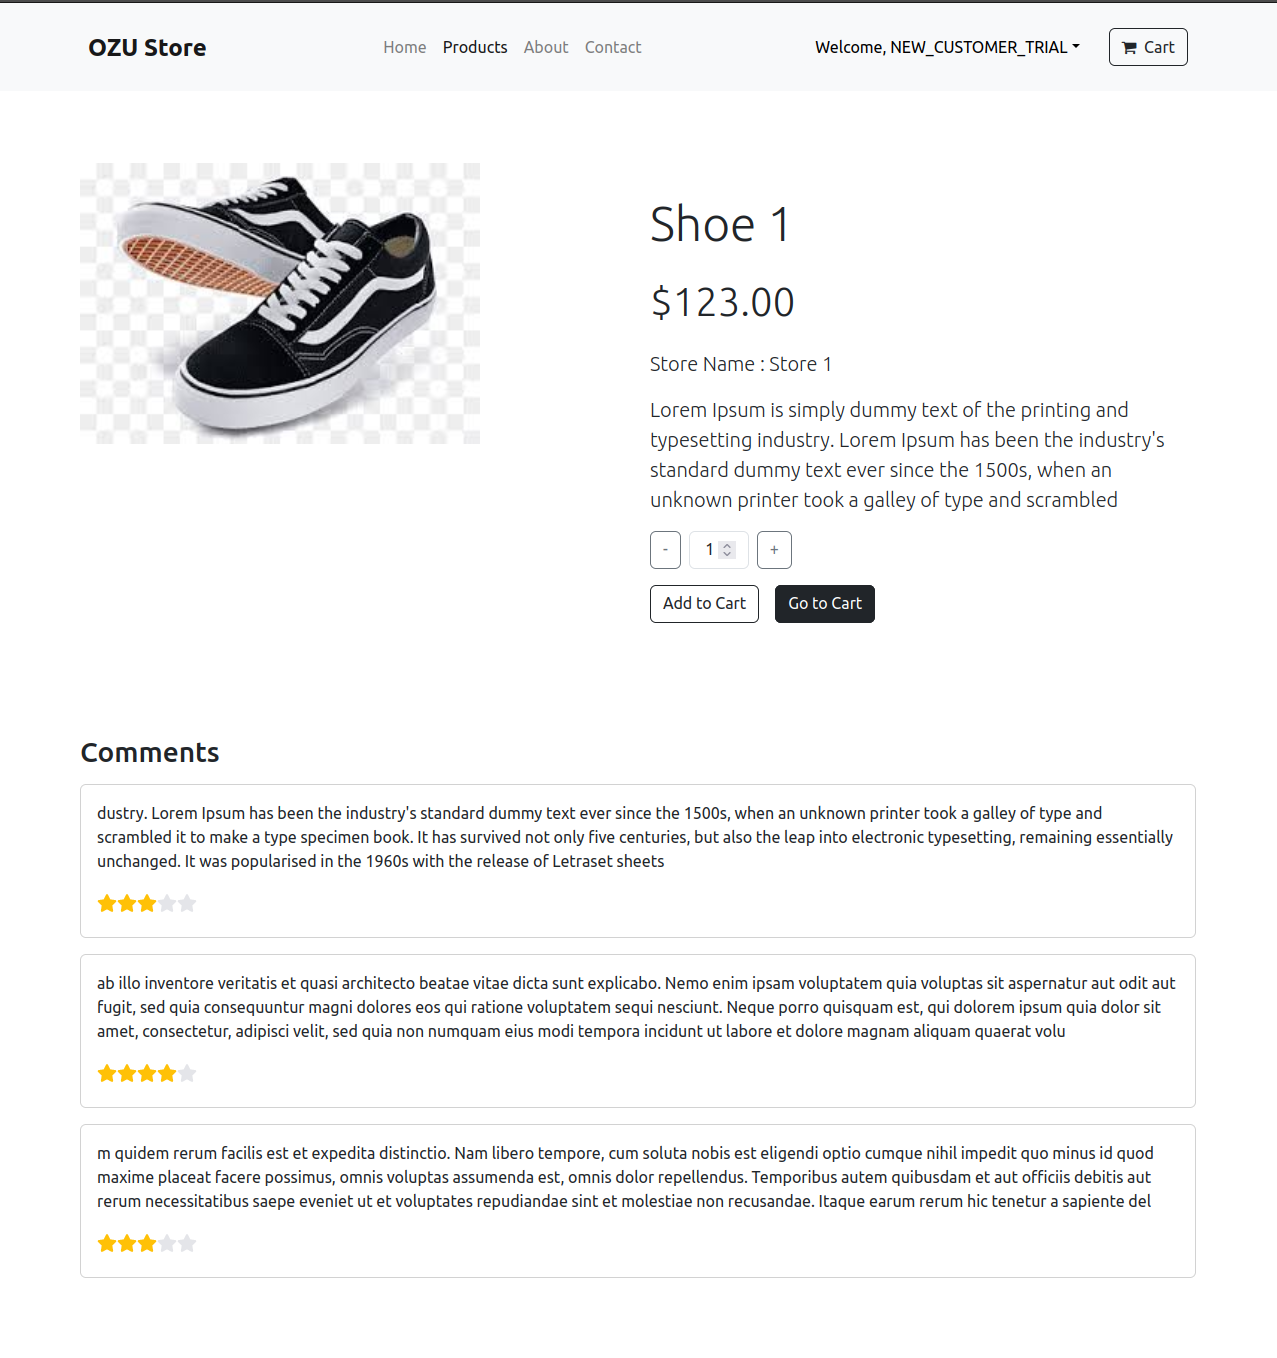 OZU Store
Home Products About Contact
Welcome, NEW_CUSTOMER_TRIAL
Cart
Shoe 1
$123.00
Store Name : Store 1
Lorem Ipsum is simply dummy text of the printing and
typesetting industry. Lorem Ipsum has been the industry's
standard dummy text ever since the 1500s, when an
unknown printer took a galley of type and scrambled
- 1 +
Add to Cart Go to Cart
Comments
dustry. Lorem Ipsum has been the industry's standard dummy text ever since the 1500s, when an unknown printer took a galley of type and
scrambled it to make a type specimen book. It has survived not only five centuries, but also the leap into electronic typesetting, remaining essentially
unchanged. It was popularised in the 1960s with the release of Letraset sheets
ab illo inventore veritatis et quasi architecto beatae vitae dicta sunt explicabo. Nemo enim ipsam voluptatem quia voluptas sit aspernatur aut odit aut
fugit, sed quia consequuntur magni dolores eos qui ratione voluptatem sequi nesciunt. Neque porro quisquam est, qui dolorem ipsum quia dolor sit
amet, consectetur, adipisci velit, sed quia non numquam eius modi tempora incidunt ut labore et dolore magnam aliquam quaerat volu
m quidem rerum facilis est et expedita distinctio. Nam libero tempore, cum soluta nobis est eligendi optio cumque nihil impedit quo minus id quod
maxime placeat facere possimus, omnis voluptas assumenda est, omnis dolor repellendus. Temporibus autem quibusdam et aut officiis debitis aut
rerum necessitatibus saepe eveniet ut et voluptates repudiandae sint et molestiae non recusandae. Itaque earum rerum hic tenetur a sapiente del